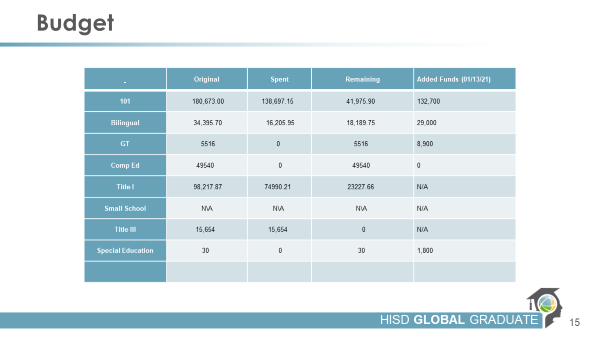 Budget
- Original Spent Remaining Added Funds (01/13/21)
101 180,673.00 138,697.15 41,975.90 132,700
Bilingual 34,395.70 16,205.95 18,189.75 29,000
GT 5516 0 5516 8,900
Comp Ed 49540 0 49540 0
Title I 98,217.87 74990.21 23227.66 N/A
Small School N\A N\A N\A N/A
Title III 15,654 15,654 0 N/A
Special Education 30 0 30 1,800
HISD GLOBAL GRADUATE 15